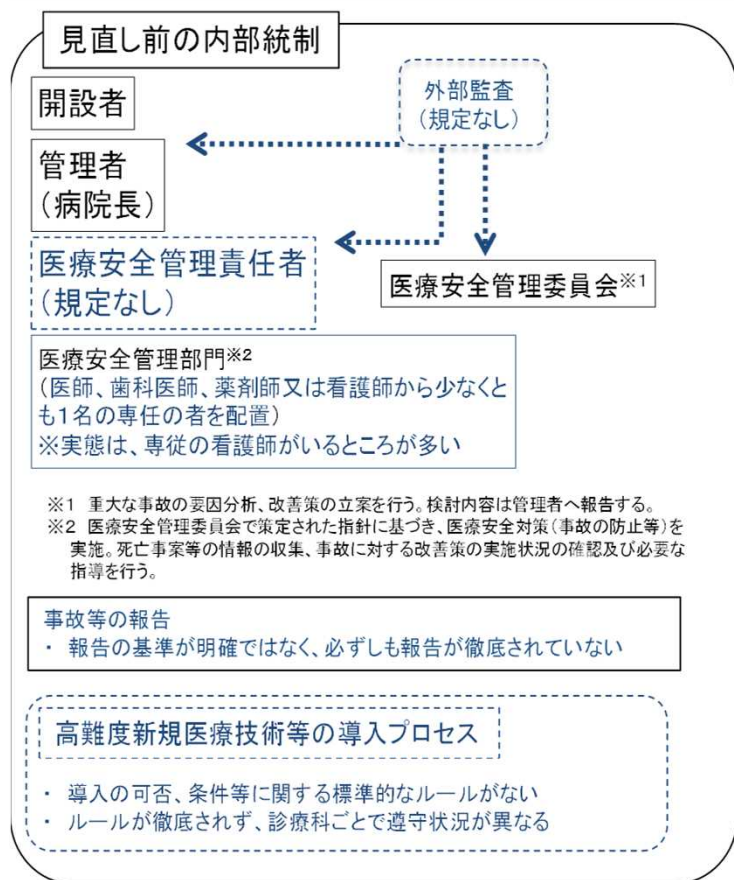 見直し前の内部統制
開設者
外部監査
(規定なし)
管理者
(病院長)
医療安全管理責任者
(規定なし)
医療安全管理委員会※1
医療安全管理部門※2
(医師、歯科医師、薬剤師又は看護師から少なくと
も1名の専任の者を配置)
※実態は、専従の看護師がいるところが多い
※1 重大な事故の要因分析、改善策の立案を行う。検討内容は管理者へ報告する。
※2 医療安全管理委員会で策定された指針に基づき、医療安全対策(事故の防止等)を
実施。死亡事案等の情報の収集、事故に対する改善策の実施状況の確認及び必要な
指導を行う。
事故等の報告
・ 報告の基準が明確ではなく、必ずしも報告が徹底されていない
高難度新規医療技術等の導入プロセス
・ 導入の可否、条件等に関する標準的なルールがない
・ ルールが徹底されず、診療科ごとで遵守状況が異なる